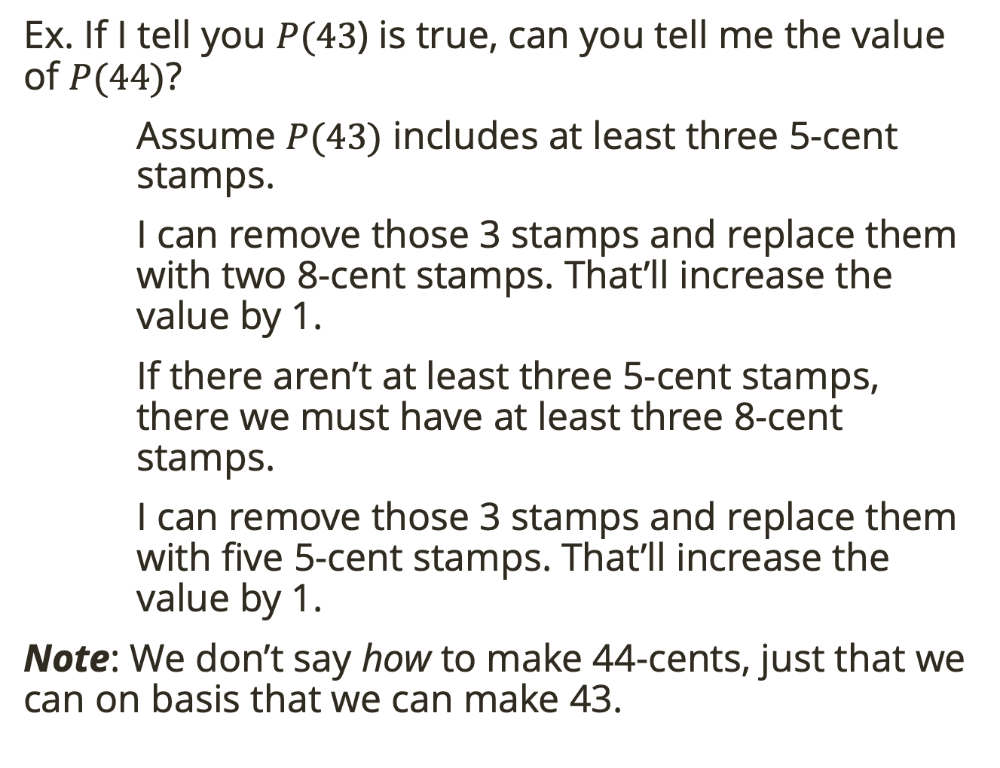 Ex. If I tell you P(43) is true, can you tell me the value
of P(44)?
Assume P(43) includes at least three 5-cent
stamps.
I can remove those 3 stamps and replace them
with two 8-cent stamps. That’ll increase the
value by 1.
If there aren’t at least three 5-cent stamps,
there we must have at least three 8-cent
stamps.
I can remove those 3 stamps and replace them
with five 5-cent stamps. That’ll increase the
value by 1.
Note: We don’t say how to make 44-cents, just that we
can on basis that we can make 43.